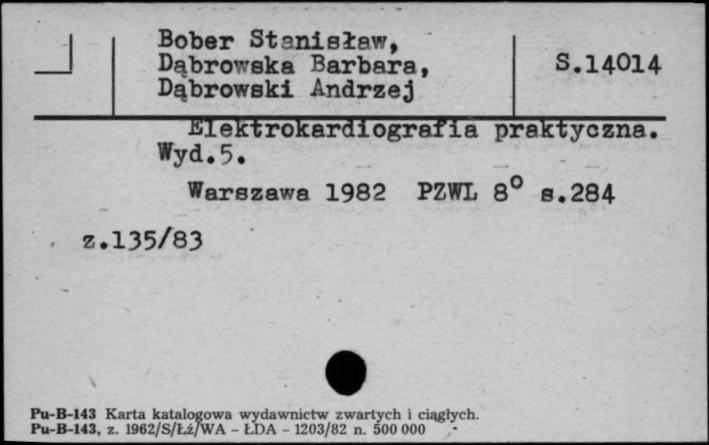 Bober Stanisław,
Dąbrowska Barbara,
Dąbrowski Andrzej
S.14014
Elektrokardiografia praktyczna.
Wyd.5.
Warszawa 1982 PZWL 8° s.284
z.135/83
Pu-B-143 Karta katalogowa wydawnictw zwartych i ciągłych.
Pu-B-143, z. 1962/S/Łź/WA - ŁDA - 1203/82 n. 500 000